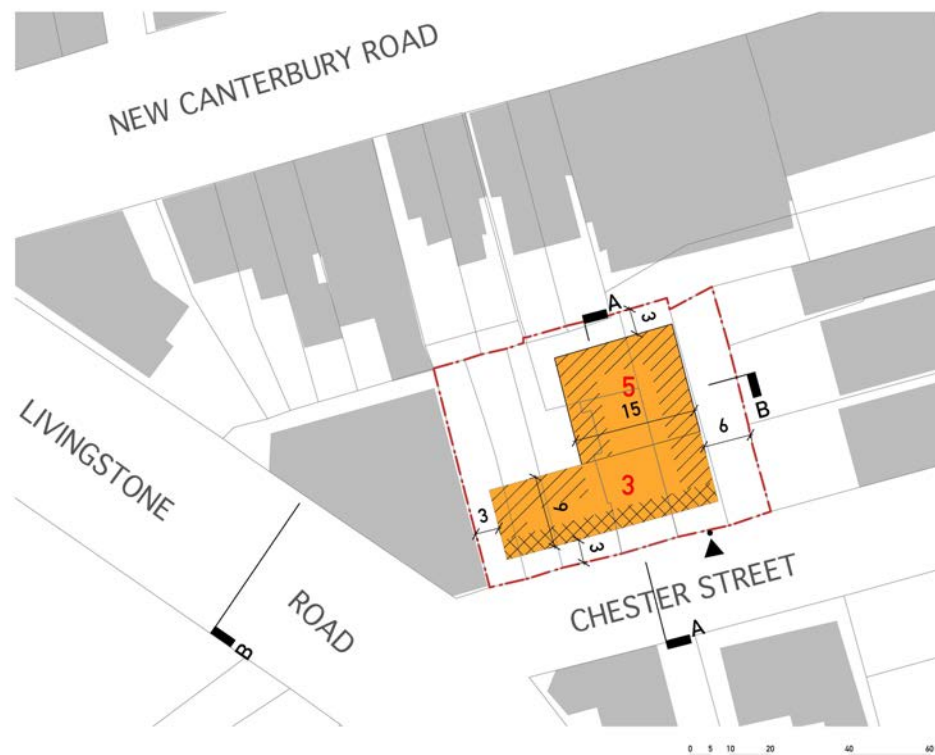 NEW CANTERBURY ROAD
A
3
5
15
B
6
LIVINGSTONE
3
9
3
3
ROAD
CHESTER STREET
A
B
0 5 10 20 40 60